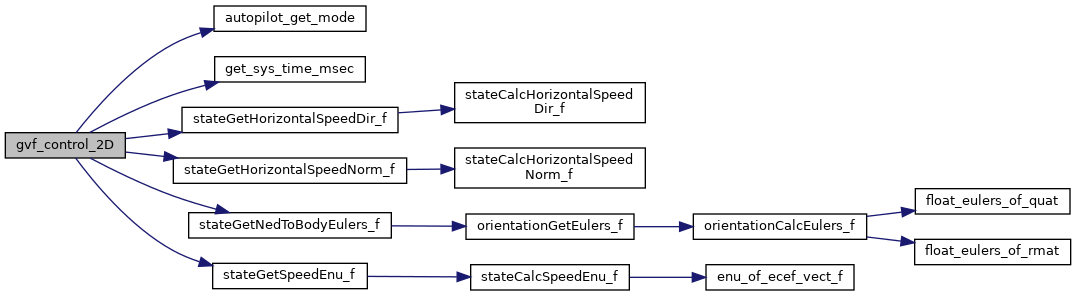 gvf_control_2D
autopilot_get_mode
get_sys_time_msec
stateGetHorizontalSpeedDir_f
stateCalcHorizontalSpeed
Dir_f
stateGetHorizontalSpeedNorm_f
stateCalcHorizontalSpeed
Norm_f
stateGetNedToBodyEulers_f
orientationGetEulers_f
orientationCalcEulers_f
float_eulers_of_quat
float_eulers_of_rmat
stateGetSpeedEnu_f
stateCalcSpeedEnu_f
enu_of_ecef_vect_f